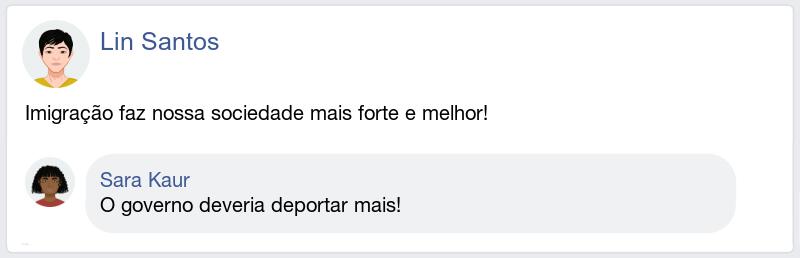 Lin Santos
Imigração faz nossa sociedade mais forte e melhor!
Sara Kaur
O governo deveria deportar mais!